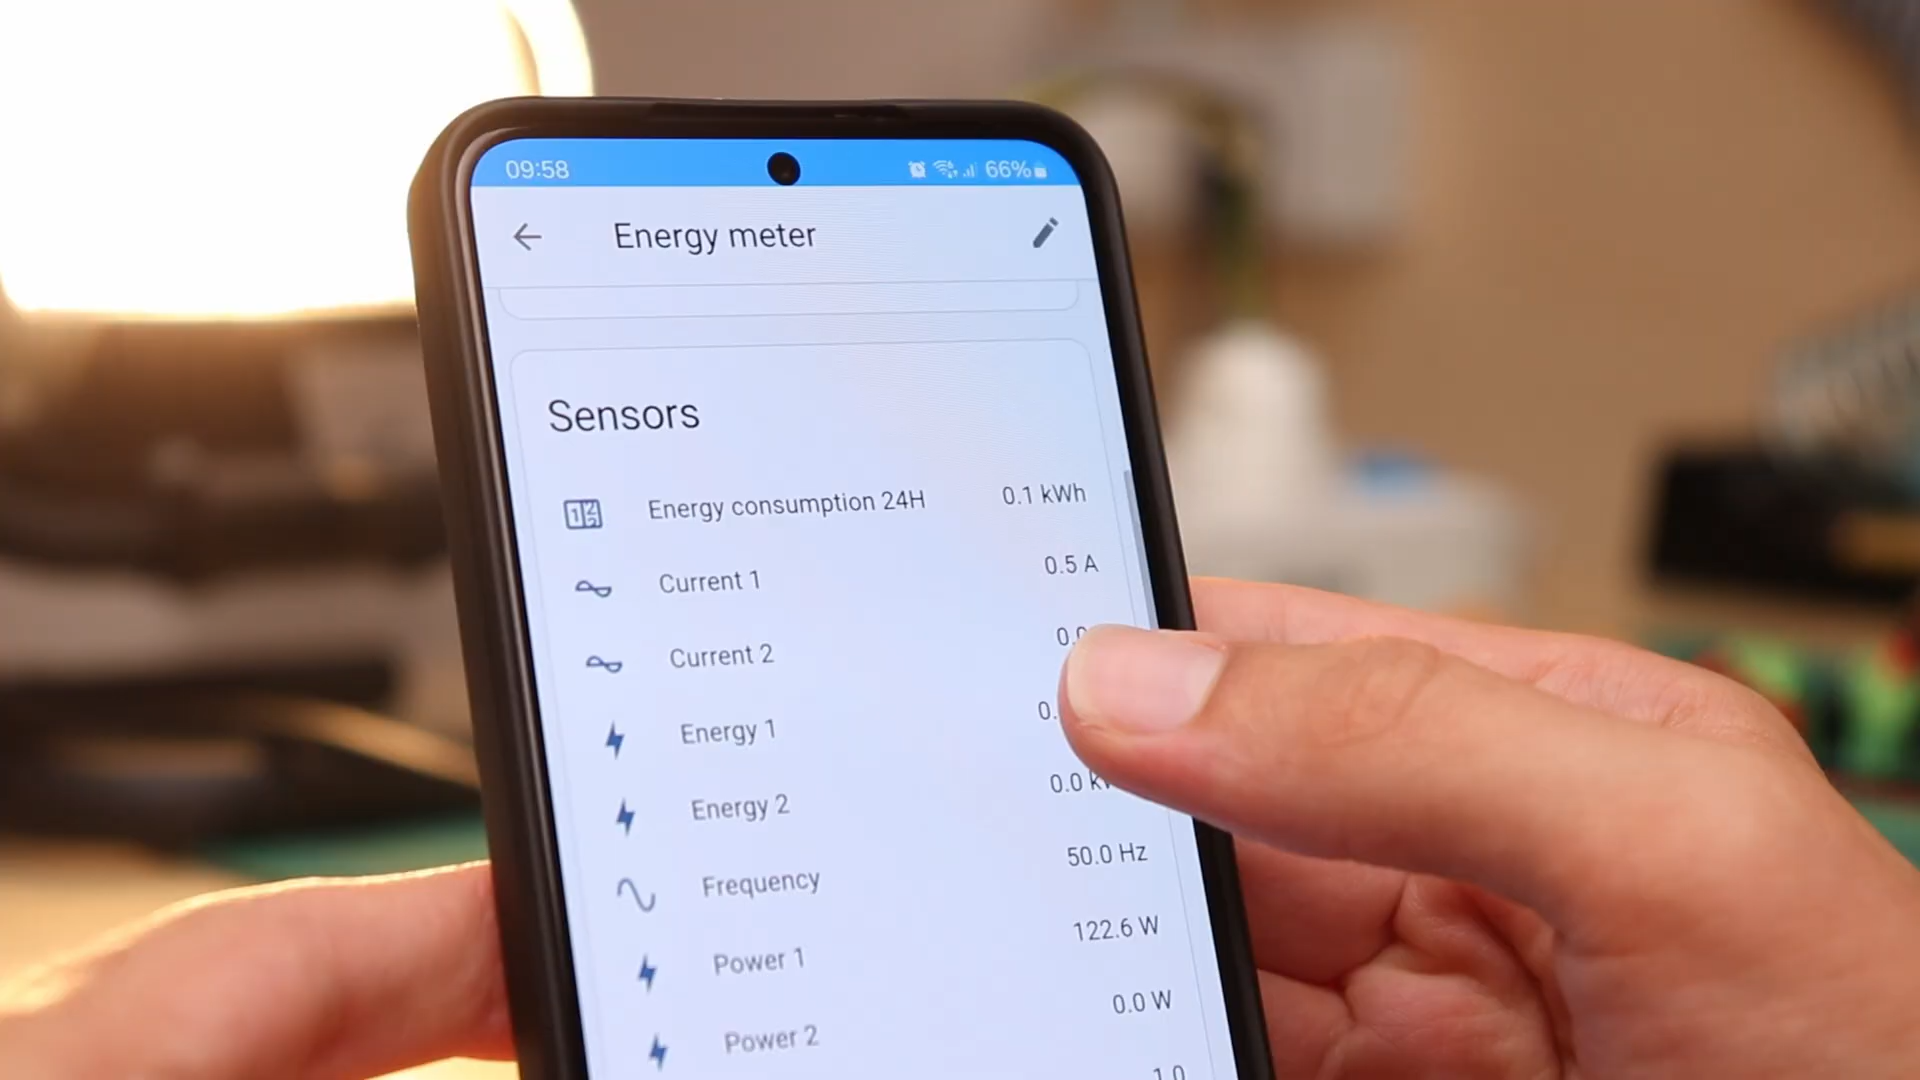 09:58 66%
Energy meter
Sensors
Energy consumption 24H 0.1 kWh
Current 1 0.5 A
Current 2
Energy 1
Energy 2 0.0
Frequency 50.0 Hz
Power 1 122.6 W
Power 2 0.0 W
1.0